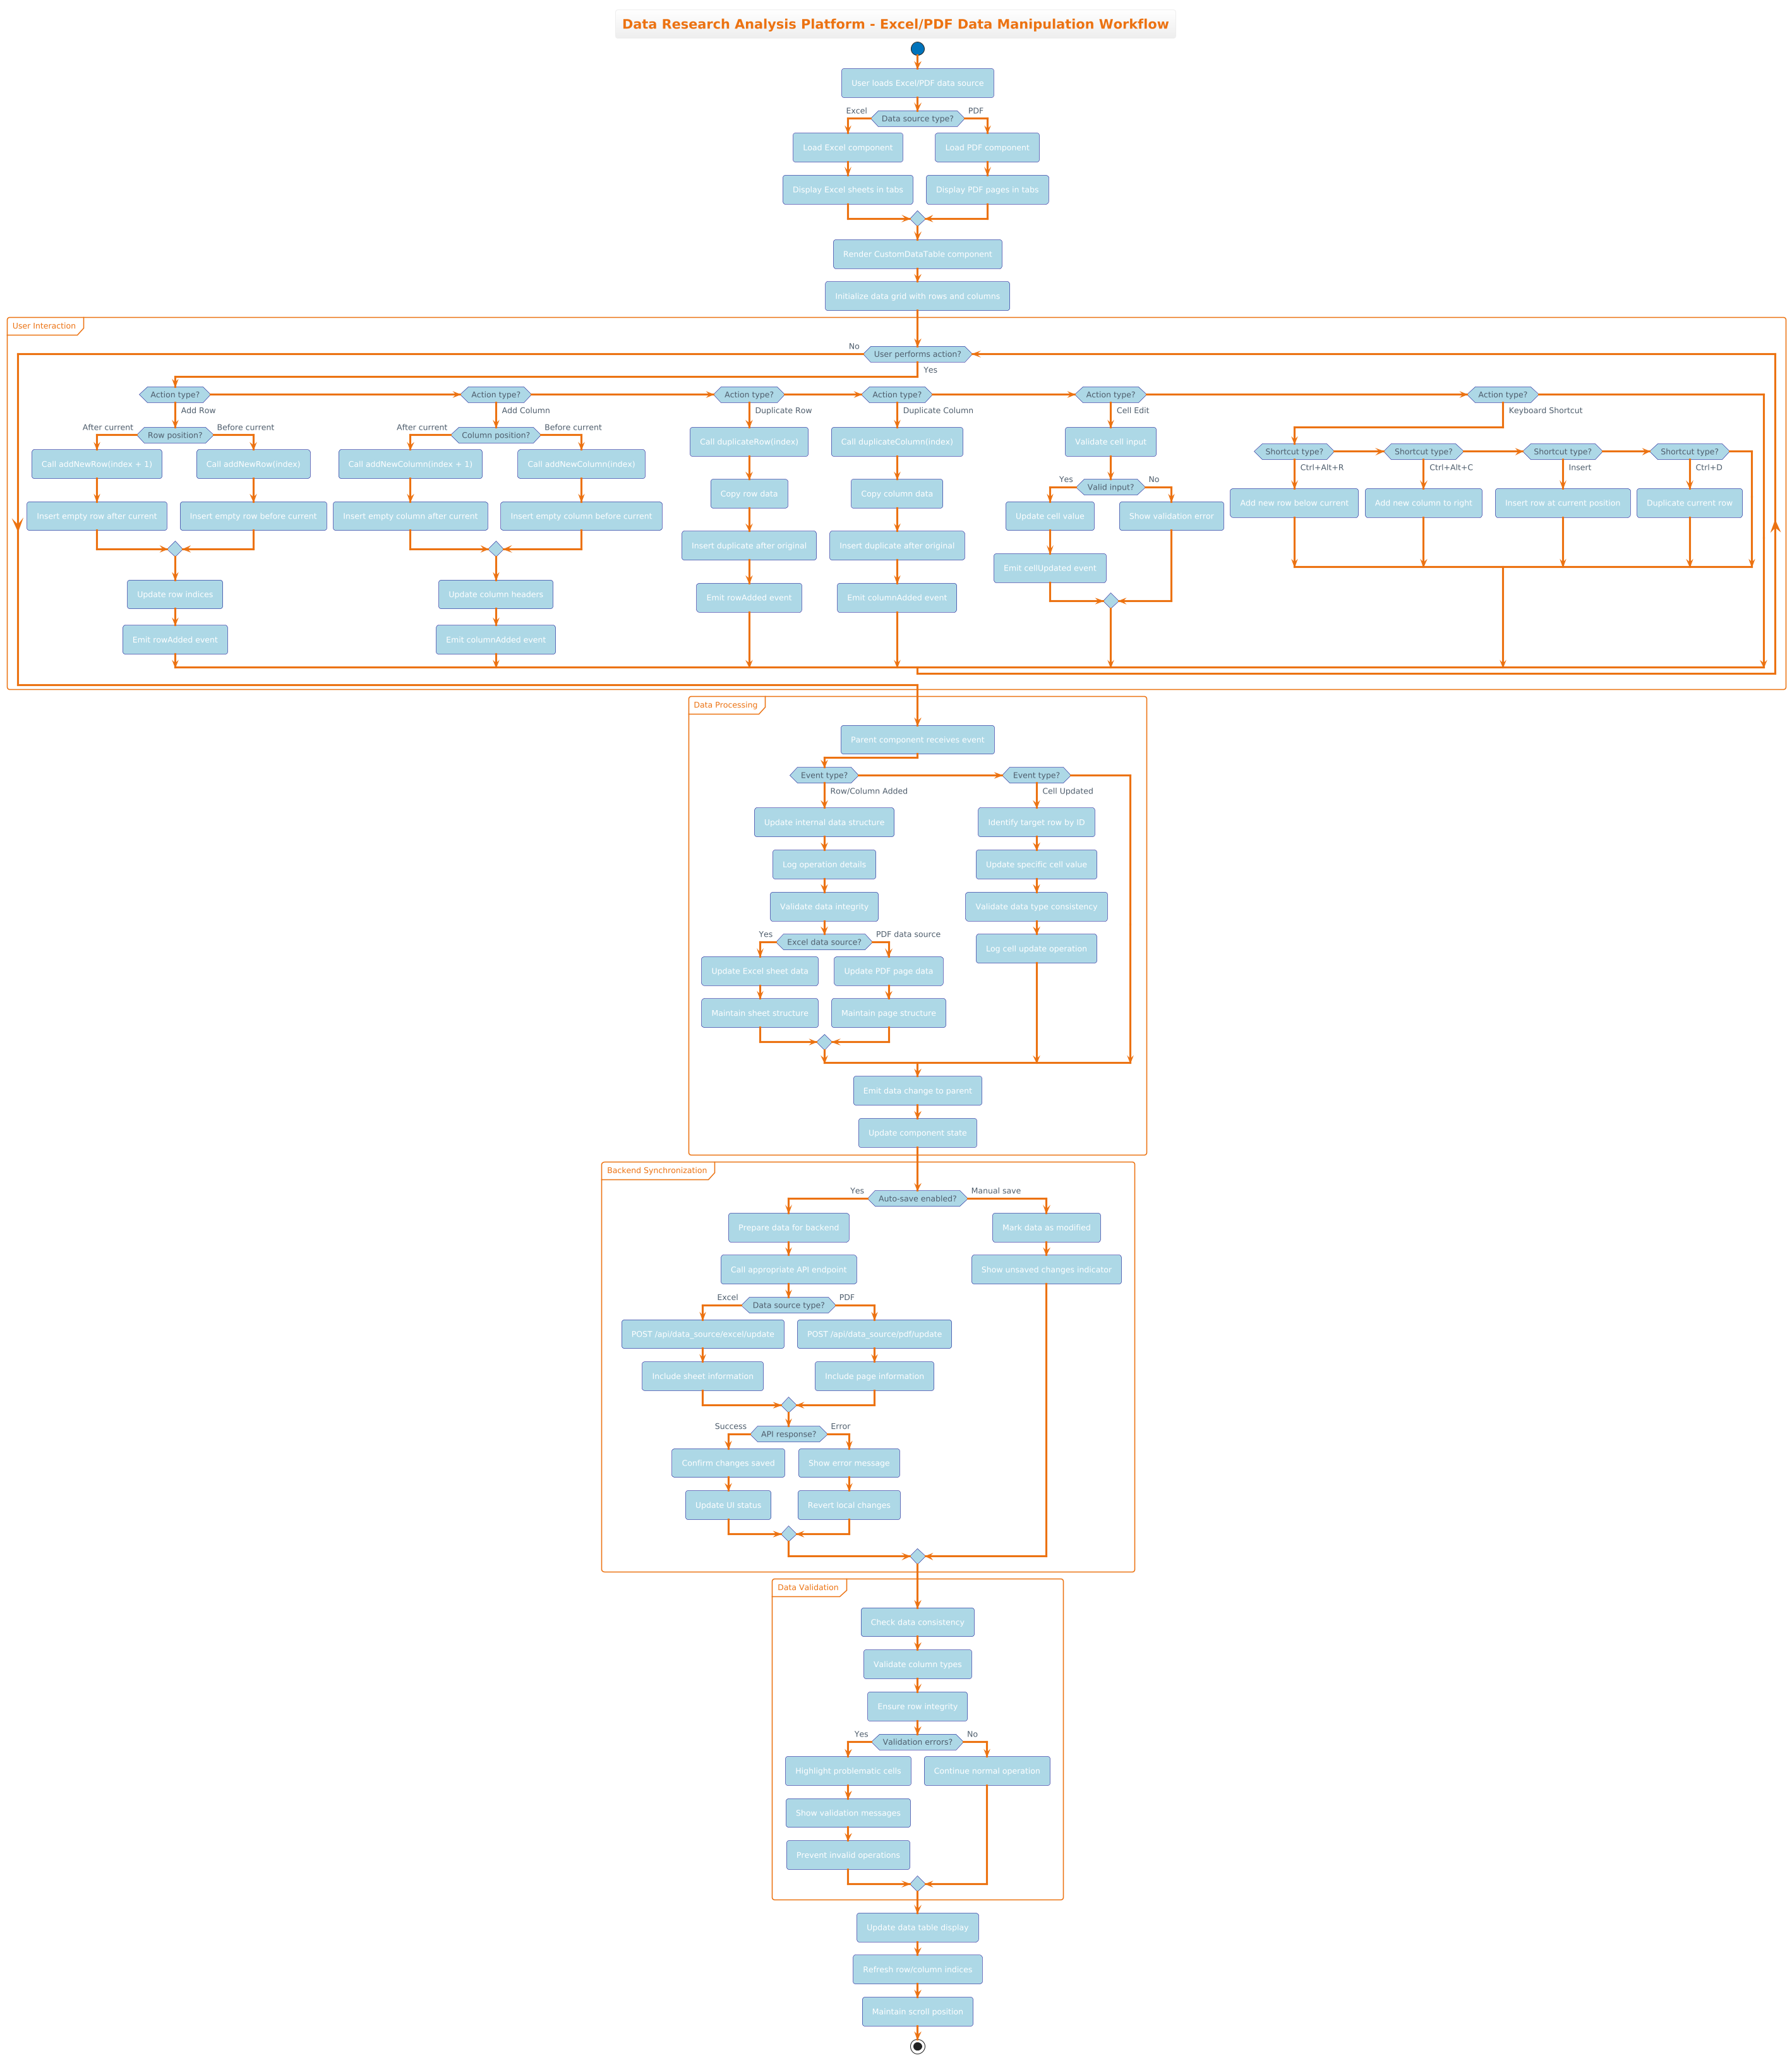 Data Research Analysis Platform - Excel/PDF Data Manipulation Workflow
User loads Excel/PDF data source
Data source type?
Excel
PDF
Load Excel component
Load PDF component
Display Excel sheets in tabs
Display PDF pages in tabs
Render CustomDataTable component
Initialize data grid with rows and columns
User Interaction
User performs action?
No
Yes
Action type?
Add Row
Row position?
After current
Before current
Call addNewRow(index + 1)
Call addNewRow(index)
Insert empty row after current
Insert empty row before current
Update row indices
Emit rowAdded event
Action type?
Add Column
Column position?
After current
Before current
Call addNewColumn(index + 1)
Call addNewColumn(index)
Insert empty column after current
Insert empty column before current
Update column headers
Emit columnAdded event
Action type?
Duplicate Row
Call duplicateRow(index)
Copy row data
Insert duplicate after original
Emit rowAdded event
Action type?
Duplicate Column
Call duplicateColumn(index)
Copy column data
Insert duplicate after original
Emit columnAdded event
Action type?
Cell Edit
Validate cell input
Valid input?
Yes
No
Update cell value
Show validation error
Emit cellUpdated event
Action type?
Keyboard Shortcut
Shortcut type?
Ctrl+Alt+R
Add new row below current
Shortcut type?
Ctrl+Alt+C
Add new column to right
Shortcut type?
Insert
Insert row at current position
Shortcut type?
Ctrl+D
Duplicate current row
Data Processing
Parent component receives event
Event type?
Row/Column Added
Update internal data structure
Log operation details
Validate data integrity
Excel data source?
Yes
PDF data source
Update Excel sheet data
Update PDF page data
Maintain sheet structure
Maintain page structure
Event type?
Cell Updated
Identify target row by ID
Update specific cell value
Validate data type consistency
Log cell update operation
Emit data change to parent
Update component state
Backend Synchronization
Auto-save enabled?
Yes
Manual save
Prepare data for backend
Call appropriate API endpoint
Data source type?
Excel
PDF
POST /api/data_source/excel/update
POST /api/data_source/pdf/update
Include sheet information
Include page information
API response?
Success
Error
Confirm changes saved
Show error message
Update UI status
Revert local changes
Mark data as modified
Show unsaved changes indicator
Data Validation
Check data consistency
Validate column types
Ensure row integrity
Validation errors?
Yes
No
Highlight problematic cells
Continue normal operation
Show validation messages
Prevent invalid operations
Update data table display
Refresh row/column indices
Maintain scroll position